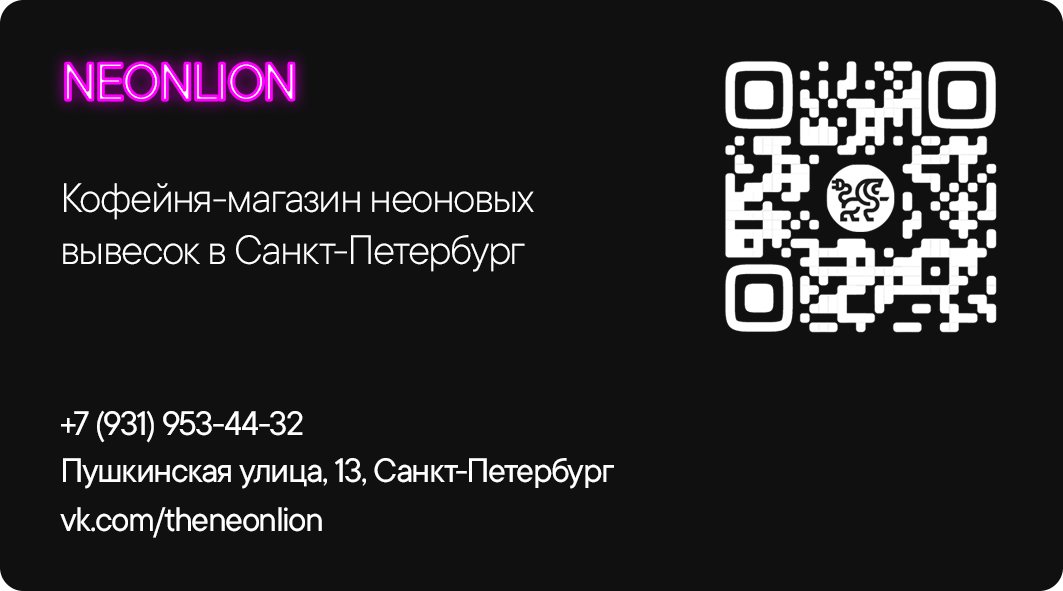 NEONLION
Кофейня-магазин неоновых
вывесок в Санкт-Петербург
+7 (931) 953-44-32
Пушкинская улица, 13, Санкт-Петербург
vk.com/theneonlion